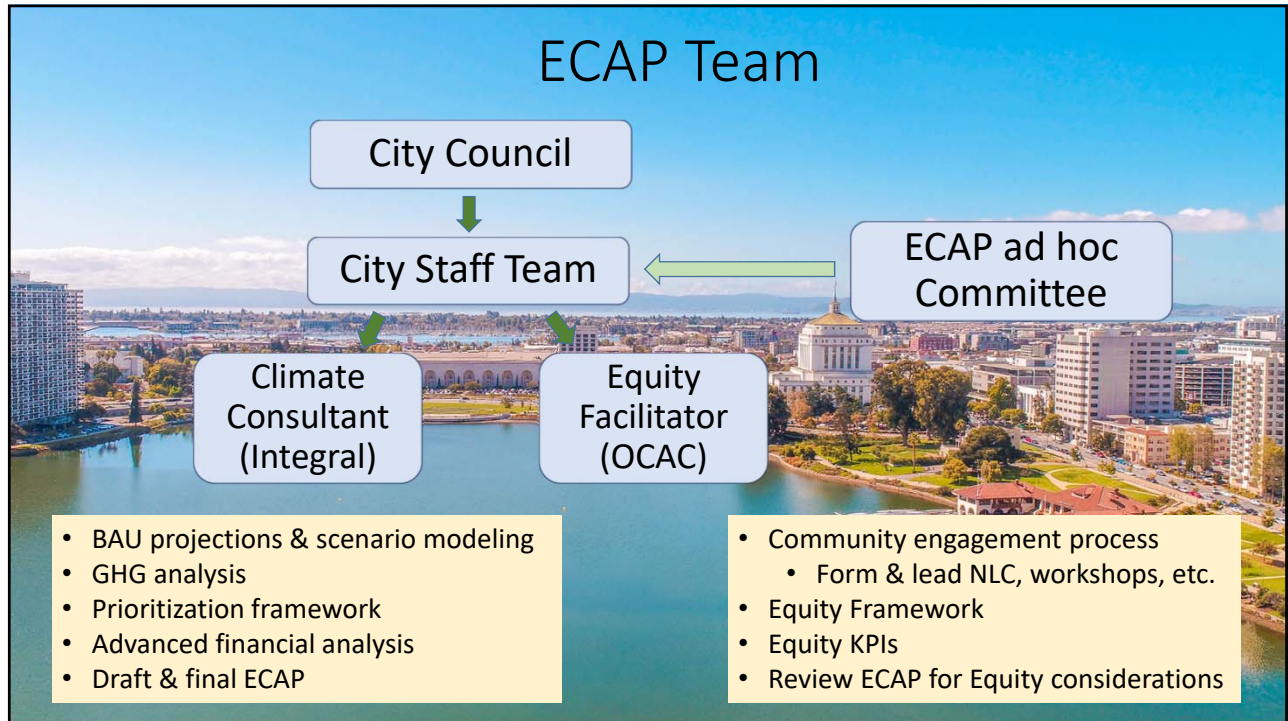 ECAP Team
City Council
City Staff Team
ECAP ad hoc
Committee
Climate
Consultant
(Integral)
Equity
Facilitator
(OCAC)
• BAU projections & scenario modeling
• GHG analysis
• Prioritization framework
• Advanced financial analysis
• Draft & final ECAP
• Community engagement process
• Form & lead NLC, workshops, etc.
• Equity Framework
• Equity KPIs
• Review ECAP for Equity considerations